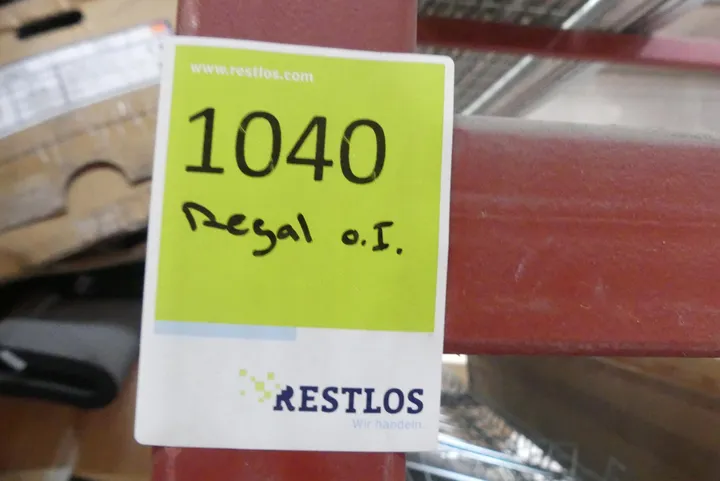 www.restlos.com
1040
Regal o.I.
RESTLOS
Wir handeln.